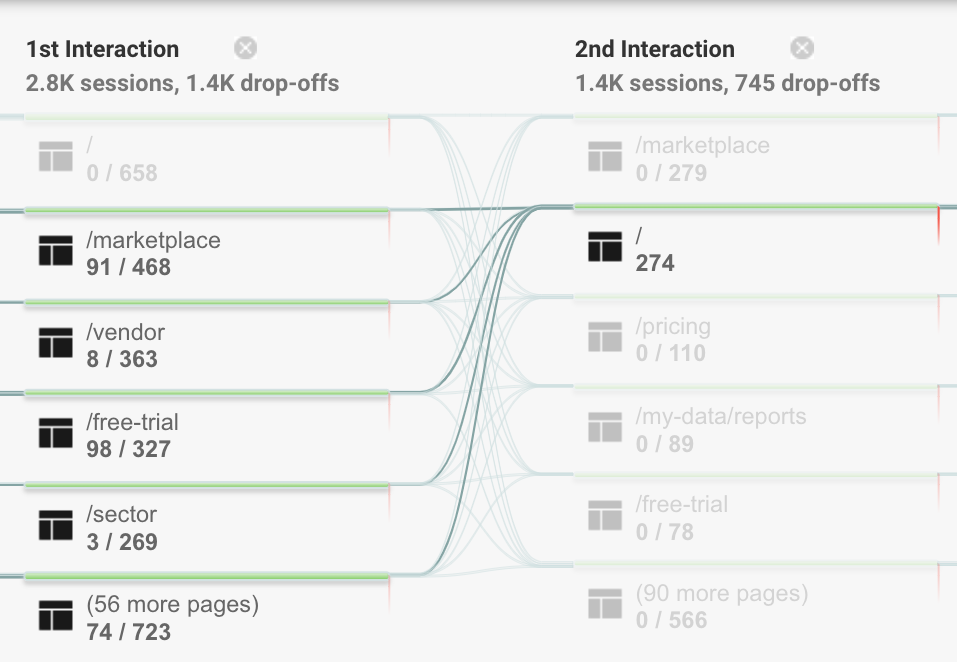 1st Interaction
2.8K sessions, 1.4K drop-offs
/
0 / 658
/marketplace
91 / 468
/vendor
8 / 363
/free-trial
98 / 327
/sector
3 / 269
(56 more pages)
74 / 723
2nd Interaction
1.4K sessions, 745 drop-offs
/marketplace
0 / 279
/
274
/pricing
0 / 110
/my-data/reports
0 / 89
/free-trial
0 / 78
(90 more pages)
0 / 566